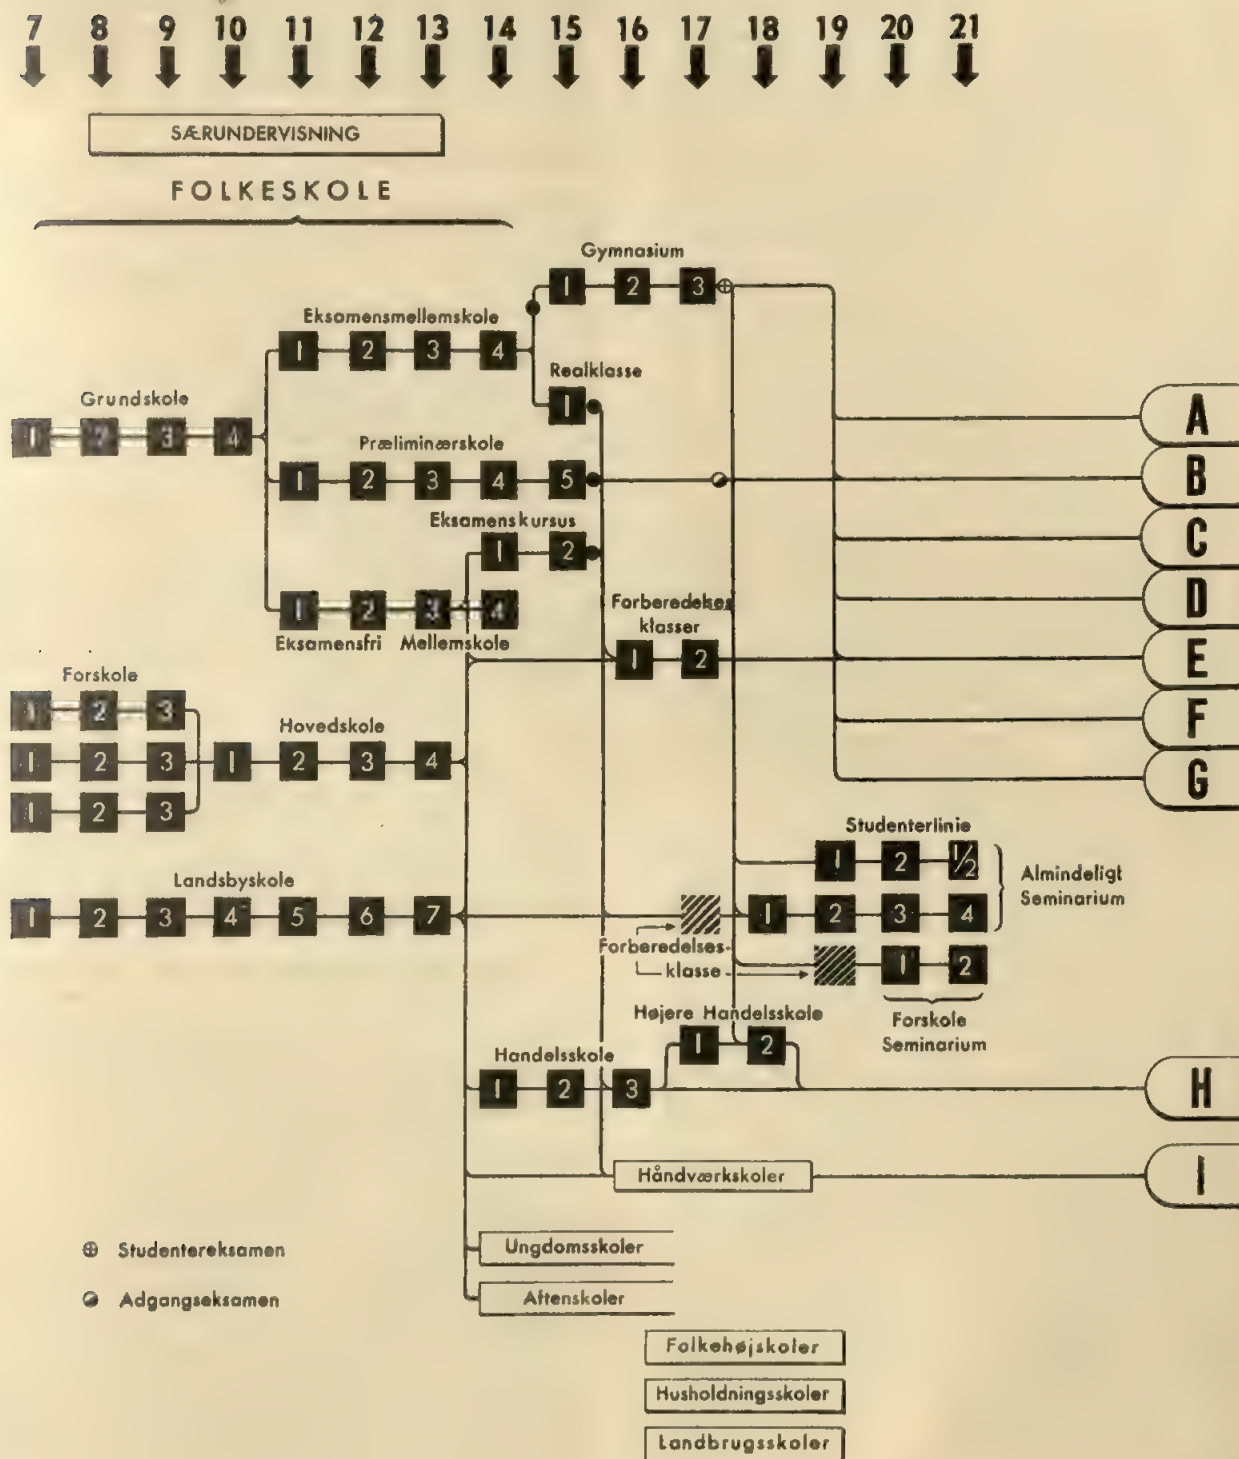 7 8 9 10 11 12 13 14 15 16 17 18 19 20 21
SÆRUNDERVISNING
FOLKESKOLE
Gymnasium
1 2 3
Eksamensmellemskole
1 2 3 4
Realklasse
1
Grundskole
1 2 3 4
A
Præliminærskole
1 2 3 4 5
B
Eksamenskursus
1 2
C
1 2 3 4
Eksamensfri Mellemskole
D
Forberedelses
klasser
1 2
E
Forskole
1 2 3
F
Hovedskole
1 2 3 1 2 3 4
1 2 3
G
Studenterlinie
1 2 1/2
Almindeligt
Seminarium
Landsbyskole
1 2 3 4 5 6 7
1 2 3 4
Forberedelses-
klasse
1 2
Forskole
Seminarium
Højere Handelsskole
1 2
Handelsskole
1 2 3
H
Håndværkskoler
I
Studentereksamen
Ungdomsskoler
Adgangseksamen
Aftenskoler
Folkehøjskoler
Husholdningsskoler
Landbrugsskoler